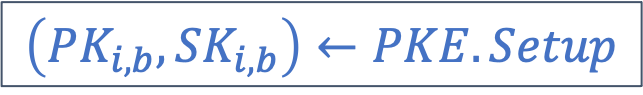 (PK_{i,b}, SK_{i,b}) ← PKE.Setup